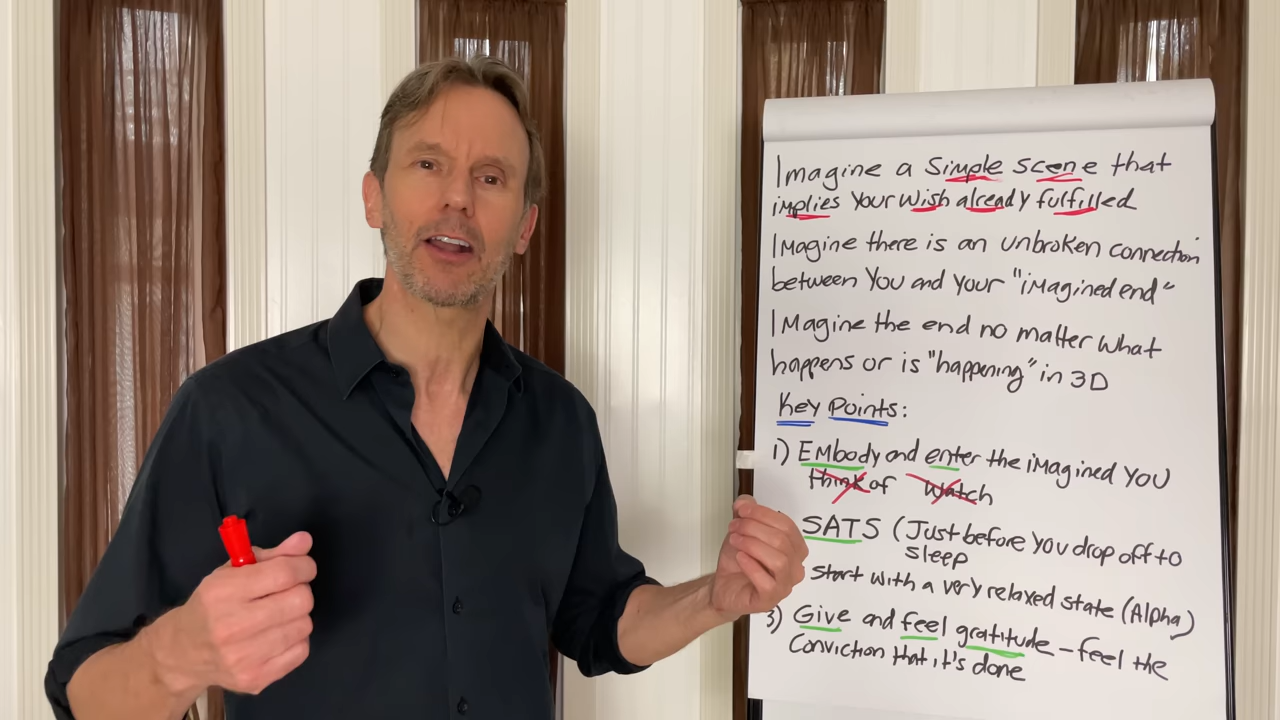 Imagine a simple scene that
implies your wish already fulfilled
Imagine there is an unbroken connection
between you and your "imagined end"
Imagine the end no matter what
happens or is "happening" in 3D
Key Points:
1) Embody and enter the imagined you
think of watch
SATS (Just before you drop off to
sleep
start with a very relaxed state (Alpha)
3) Give and feel gratitude – feel the
conviction that it's done